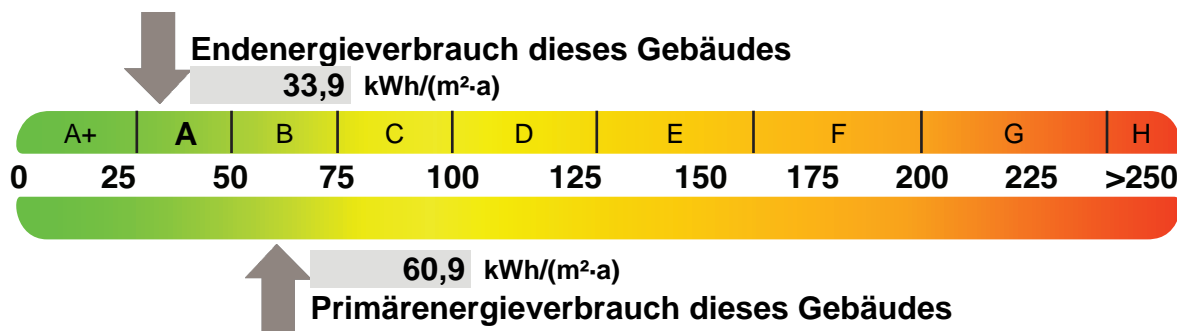 Endenergieverbrauch dieses Gebäudes
33,9 kWh/(m²·a)
A+ A B C D E F G H
0 25 50 75 100 125 150 175 200 225 >250
60,9 kWh/(m²·a)
Primärenergieverbrauch dieses Gebäudes